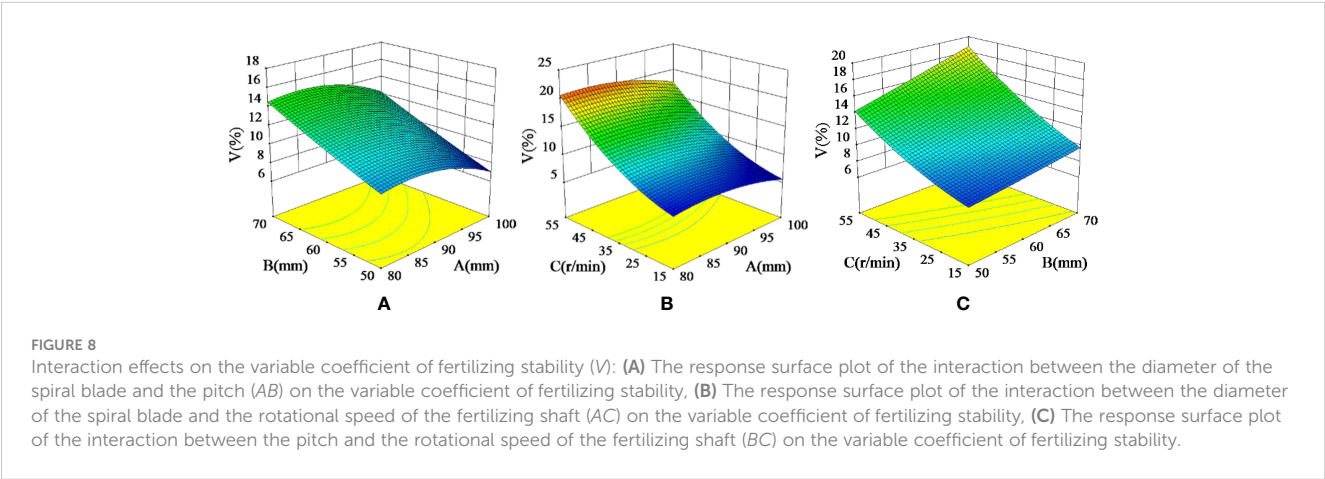 18
16
14
12
10
8
6
V(%)
70
65
60
55
50
B(mm)
80
85
90
95
100
A(mm)
A
25
20
15
10
5
V(%)
55
45
35
25
15
C(r/min)
80
85
90
95
100
A(mm)
B
20
18
16
14
12
10
8
6
V(%)
55
45
35
25
15
C(r/min)
50
55
60
65
70
B(mm)
C
FIGURE 8
Interaction effects on the variable coefficient of fertilizing stability (V): (A) The response surface plot of the interaction between the diameter of the
spiral blade and the pitch (AB) on the variable coefficient of fertilizing stability, (B) The response surface plot of the interaction between the diameter
of the spiral blade and the rotational speed of the fertilizing shaft (AC) on the variable coefficient of fertilizing stability, (C) The response surface plot
of the interaction between the pitch and the rotational speed of the fertilizing shaft (BC) on the variable coefficient of fertilizing stability.